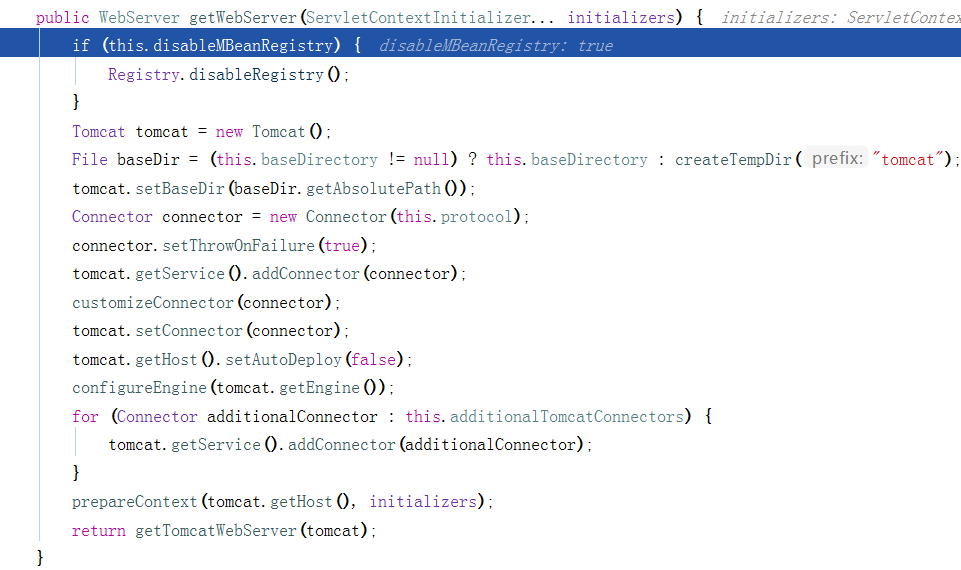 public WebServer getWebServer(ServletContextInitializer... initializers) {  initializers: ServletContex
if (this.disableMBeanRegistry) {  disableMBeanRegistry: true
Registry.disableRegistry();
}
Tomcat tomcat = new Tomcat();
File baseDir = (this.baseDirectory != null) ? this.baseDirectory : createTempDir( prefix: "tomcat");
tomcat.setBaseDir(baseDir.getAbsolutePath());
Connector connector = new Connector(this.protocol);
connector.setThrowOnFailure(true);
tomcat.getService().addConnector(connector);
customizeConnector(connector);
tomcat.setConnector(connector);
tomcat.getHost().setAutoDeploy(false);
configureEngine(tomcat.getEngine());
for (Connector additionalConnector : this.additionalTomcatConnectors) {
tomcat.getService().addConnector(additionalConnector);
}
prepareContext(tomcat.getHost(), initializers);
return getTomcatWebServer(tomcat);
}